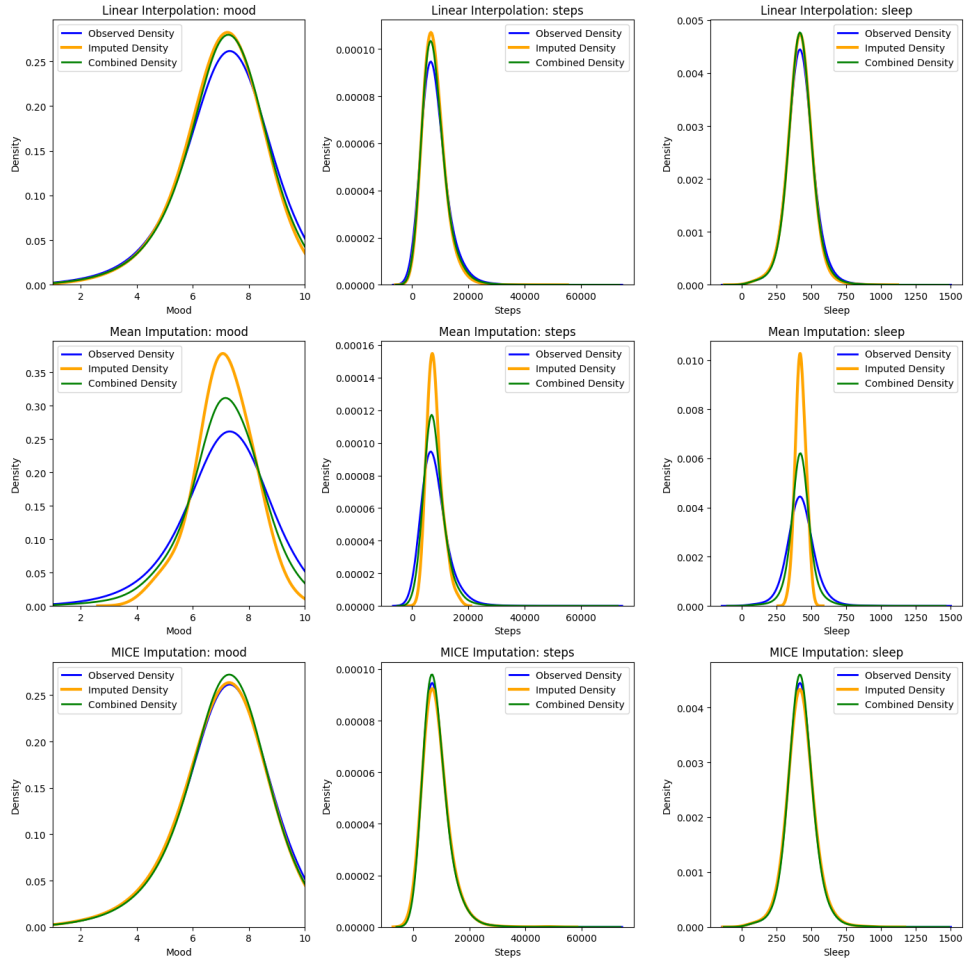 Linear Interpolation: mood
Observed Density
Imputed Density
Combined Density
0.25
0.20
0.15
0.10
0.05
0.00
Density
2 4 6 8 10
Mood
Linear Interpolation: steps
Observed Density
Imputed Density
Combined Density
0.00010
0.00008
0.00006
0.00004
0.00002
0.00000
Density
0 20000 40000 60000
Steps
Linear Interpolation: sleep
Observed Density
Imputed Density
Combined Density
0.005
0.004
0.003
0.002
0.001
0.000
Density
0 250 500 750 1000 1250 1500
Sleep
Mean Imputation: mood
Observed Density
Imputed Density
Combined Density
0.35
0.30
0.25
0.20
0.15
0.10
0.05
0.00
Density
2 4 6 8 10
Mood
Mean Imputation: steps
Observed Density
Imputed Density
Combined Density
0.00016
0.00014
0.00012
0.00010
0.00008
0.00006
0.00004
0.00002
0.00000
Density
0 20000 40000 60000
Steps
Mean Imputation: sleep
Observed Density
Imputed Density
Combined Density
0.010
0.008
0.006
0.004
0.002
0.000
Density
0 250 500 750 1000 1250 1500
Sleep
MICE Imputation: mood
Observed Density
Imputed Density
Combined Density
0.25
0.20
0.15
0.10
0.05
0.00
Density
2 4 6 8 10
Mood
MICE Imputation: steps
Observed Density
Imputed Density
Combined Density
0.00010
0.00008
0.00006
0.00004
0.00002
0.00000
Density
0 20000 40000 60000
Steps
MICE Imputation: sleep
Observed Density
Imputed Density
Combined Density
0.004
0.003
0.002
0.001
0.000
Density
0 250 500 750 1000 1250 1500
Sleep